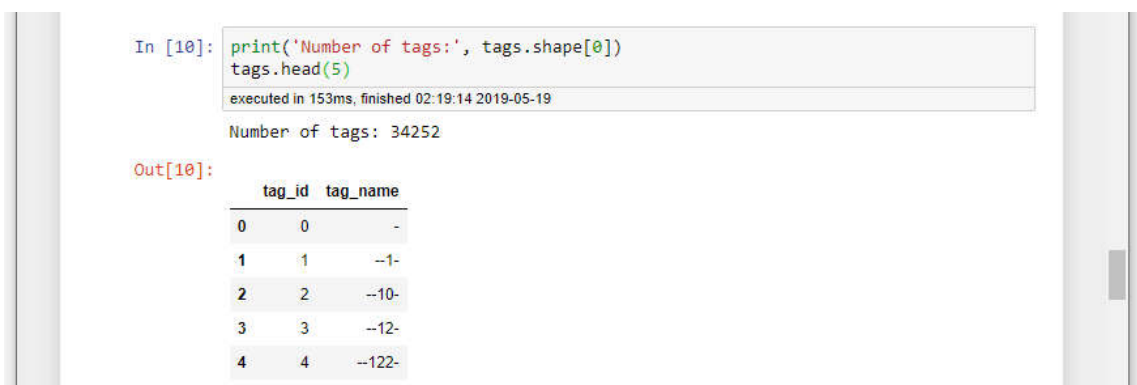 In [10]: print('Number of tags:', tags.shape[0])
tags.head(5)
executed in 153ms, finished 02:19:14 2019-05-19
Number of tags: 34252
Out[10]:
tag_id tag_name
0 0 -
1 1 --1-
2 2 --10-
3 3 --12-
4 4 --122-